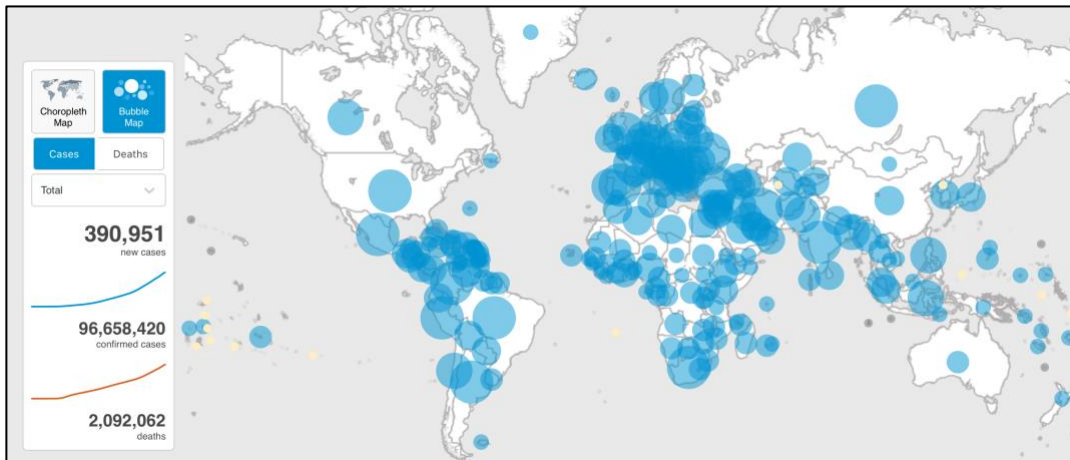 Choropleth
Map
Bubble
Map
Cases
Deaths
Total
390,951
new cases
96,658,420
confirmed cases
2,092,062
deaths